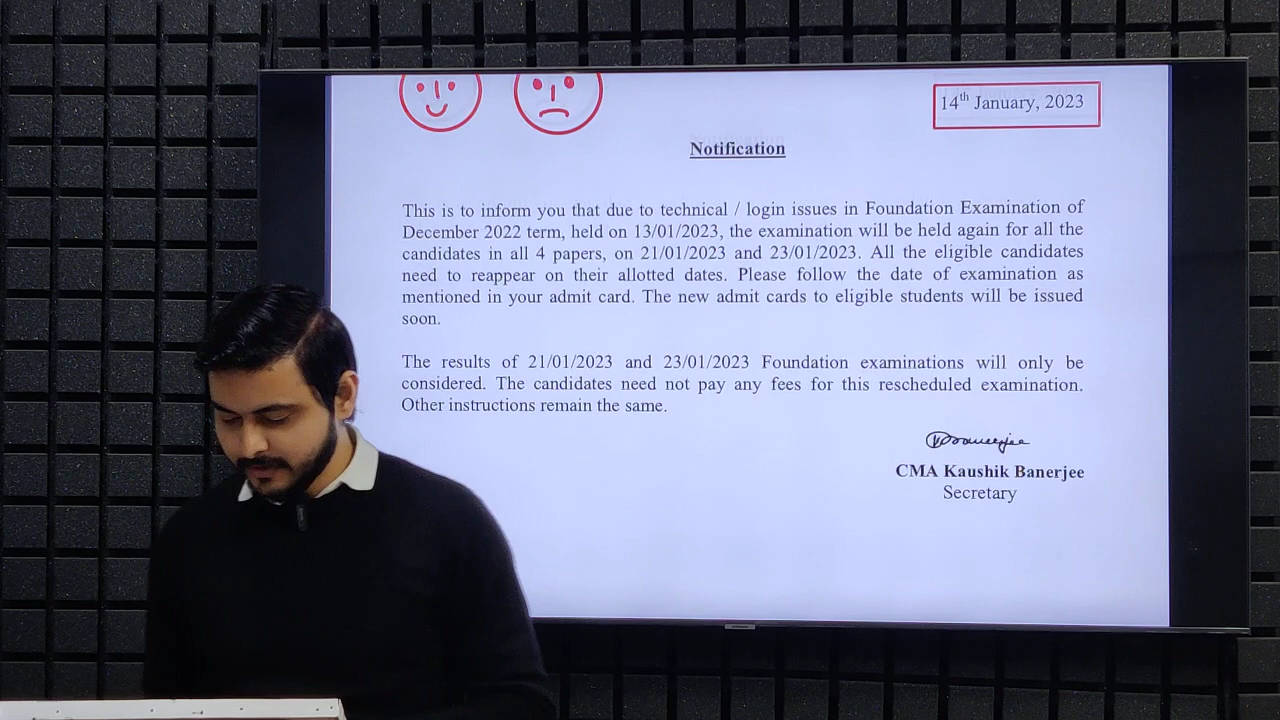 14th January, 2023
Notification
This is to inform you that due to technical / login issues in Foundation Examination of
December 2022 term, held on 13/01/2023, the examination will be held again for all the
candidates in all 4 papers, on 21/01/2023 and 23/01/2023. All the eligible candidates
need to reappear on their allotted dates. Please follow the date of examination as
mentioned in your admit card. The new admit cards to eligible students will be issued
soon.
The results of 21/01/2023 and 23/01/2023 Foundation examinations will only be
considered. The candidates need not pay any fees for this rescheduled examination.
Other instructions remain the same.
CMA Kaushik Banerjee
Secretary